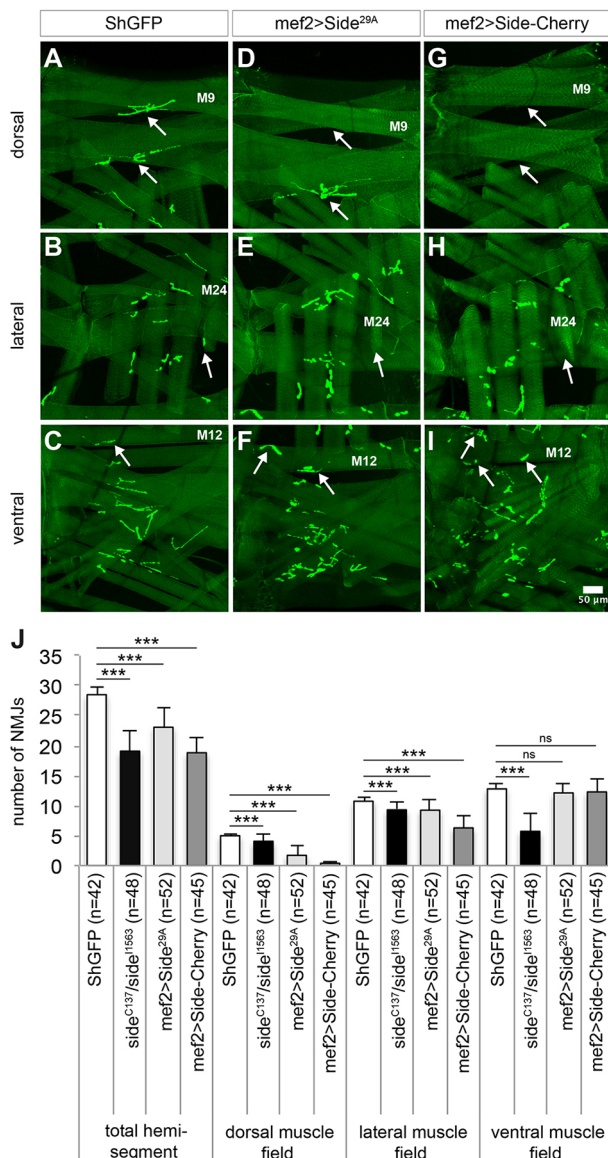 ShGFP
mef2>Side29A
mef2>Side-Cherry
dorsal
A
M9
D
M9
G
M9
lateral
B
M24
E
M24
H
M24
ventral
C
M12
F
M12
I
M12
50 µm
J
number of NMJs
35
30
25
20
15
10
5
0
***
***
***
***
***
***
***
***
***
ns
ns
***
ShGFP (n=42)
sideC137/sideI1563 (n=48)
mef2>Side29A (n=52)
mef2>Side-Cherry (n=45)
ShGFP (n=42)
sideC137/sideI1563 (n=48)
mef2>Side29A (n=52)
mef2>Side-Cherry (n=45)
ShGFP (n=42)
sideC137/sideI1563 (n=48)
mef2>Side29A (n=52)
mef2>Side-Cherry (n=45)
ShGFP (n=42)
sideC137/sideI1563 (n=48)
mef2>Side29A (n=52)
mef2>Side-Cherry (n=45)
total hemi-
segment
dorsal muscle
field
lateral muscle
field
ventral muscle
field